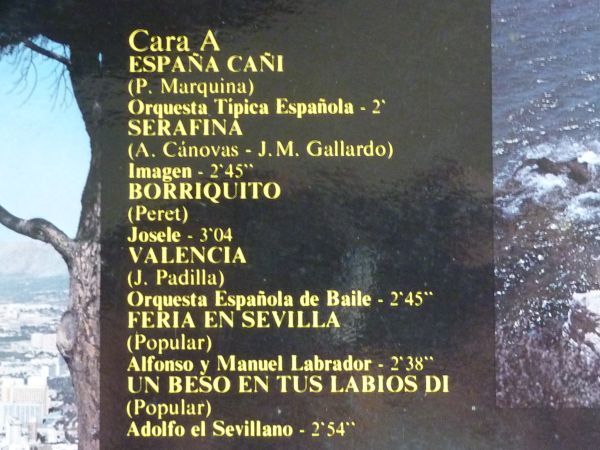 Cara A
ESPAÑA CAÑI
(P. Marquina)
Orquesta Típica Española - 2'
SERAFINA
(A. Cánovas - J. M. Gallardo)
Imagen - 2'45"
BORRIQUITO
(Peret)
Josele - 3'04
VALENCIA
(J. Padilla)
Orquesta Española de Baile - 2'45"
FERIA EN SEVILLA
(Popular)
Alfonso y Manuel Labrador - 2'38"
UN BESO EN TUS LABIOS DI
(Popular)
Adolfo el Sevillano - 2'54"